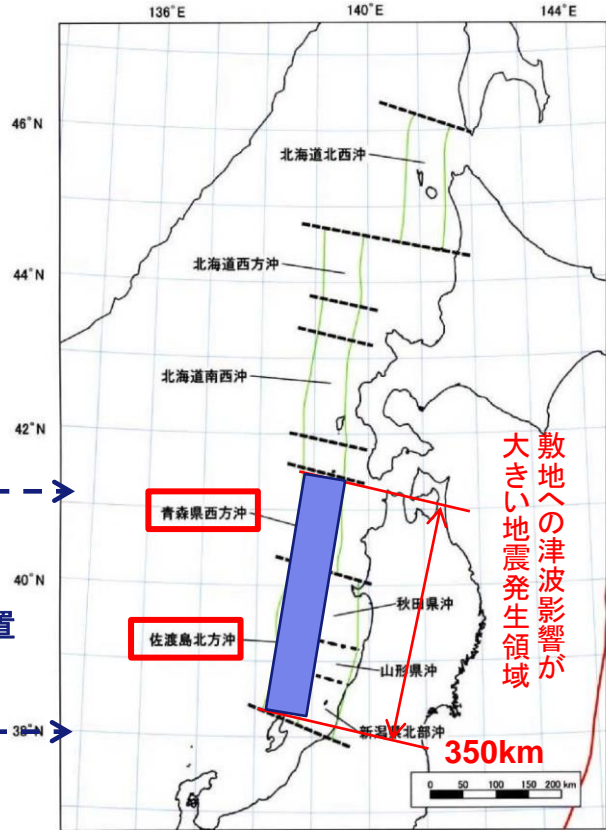 136°E
140°E
144°E
46°N
北海道北西沖
44°N
北海道西方沖
北海道南西沖
42°N
敷地への津波影響が
大きい地震発生領域
青森県西方沖
40°N
秋田県沖
置
佐渡島北方沖
山形県沖
38°N
新潟県北部沖
350km
0 50 100 150 200 km